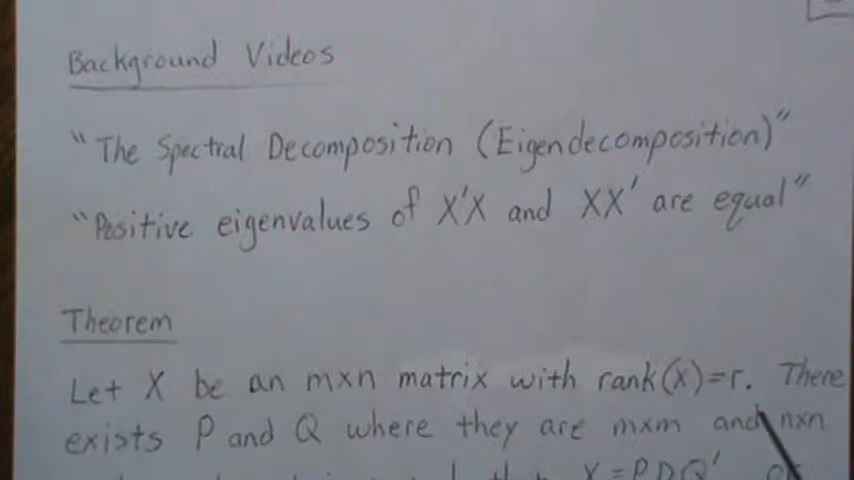 Background Videos
"The Spectral Decomposition (Eigendecomposition)"
"Positive eigenvalues of X'X and XX' are equal"
Theorem
Let X be an mxn matrix with rank(X)=r. There
exists P and Q where they are mxm and nxn
X = PDQ'